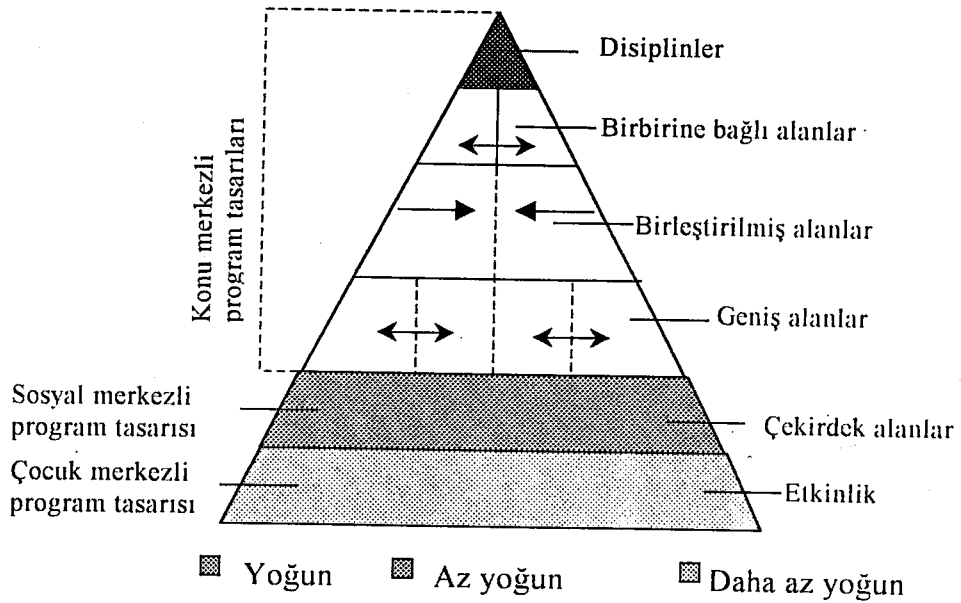 Disiplinler
Birbirine bağlı alanlar
Konu merkezli
program tasarıları
Birleştirilmiş alanlar
Geniş alanlar
Sosyal merkezli
program tasarısı
Çekirdek alanlar
Çocuk merkezli
program tasarısı
Etkinlik
Yoğun
Az yoğun
Daha az yoğun